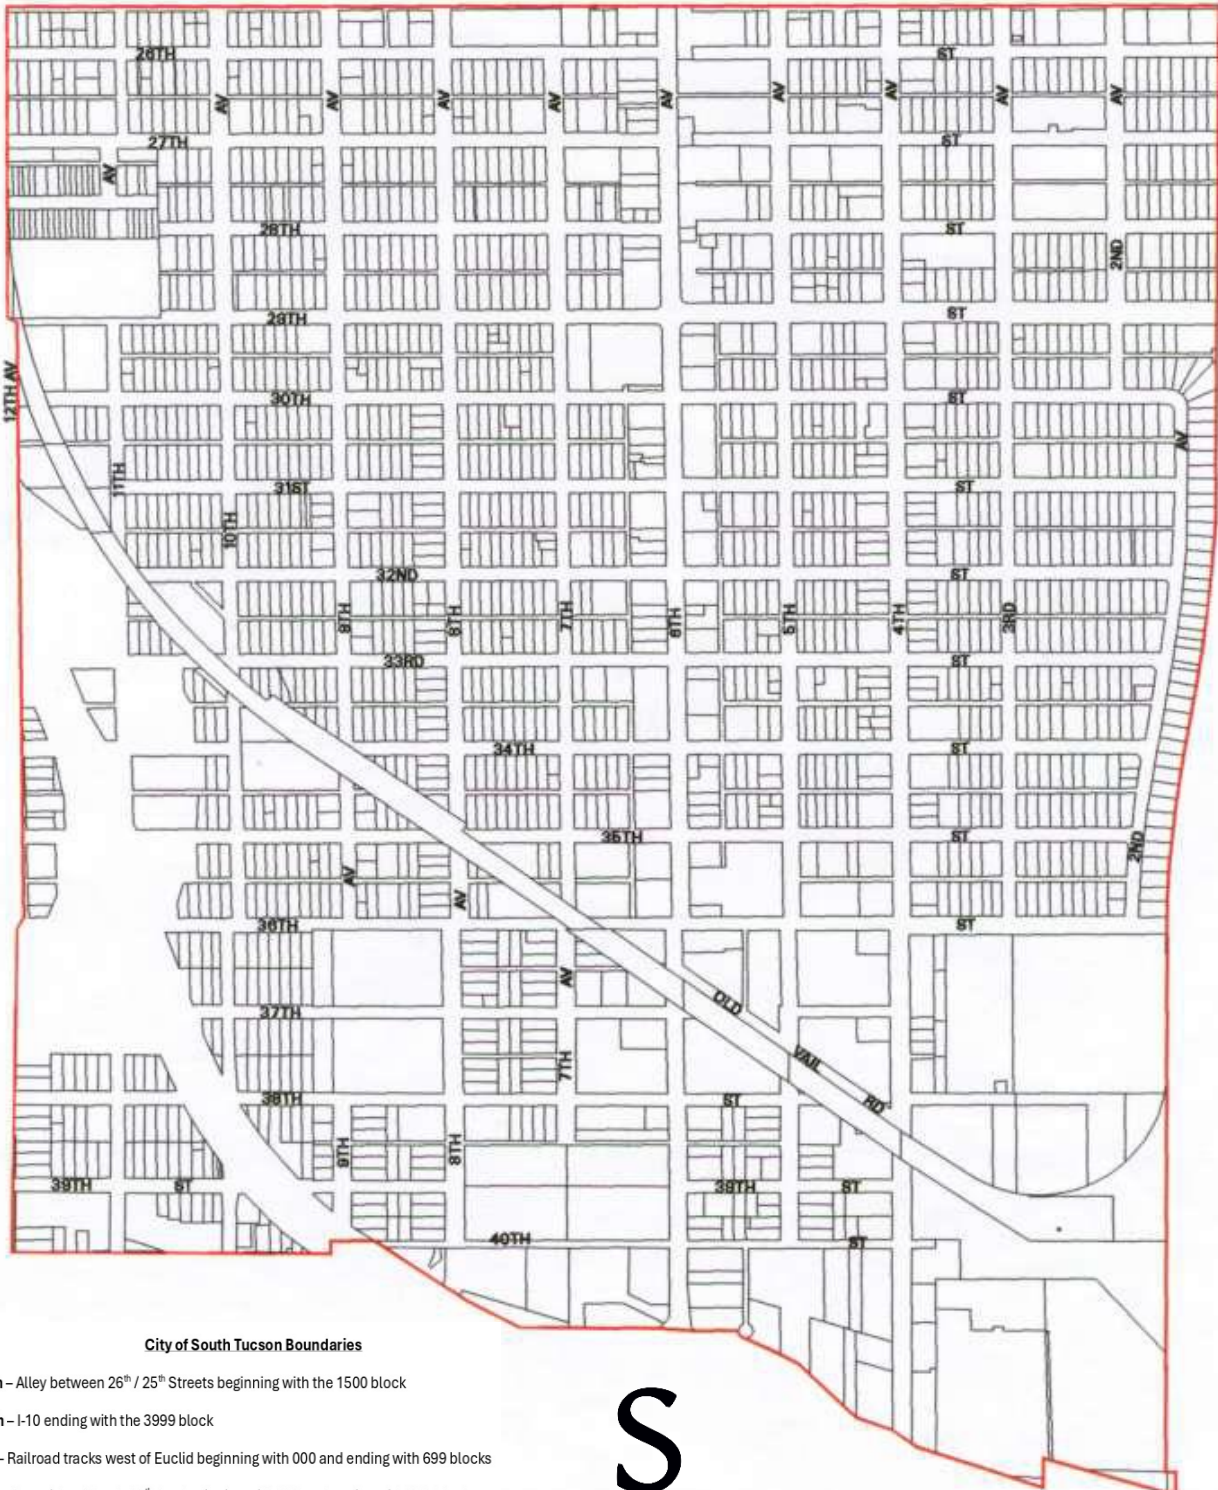 26TH ST
AV AV AV AV AV AV AV AV AV
27TH ST
AV
28TH ST
2ND
29TH ST
12TH AV
30TH ST
AV
11TH
31ST ST
10TH
32ND ST
9TH 8TH 7TH 6TH 5TH 4TH 3RD
33RD ST
34TH ST
35TH ST
2ND
AV
AV
36TH ST
AV
OLD
37TH
VAIL
7TH
RD
38TH ST
9TH 8TH
39TH ST 39TH ST
40TH ST
City of South Tucson Boundaries
– Alley between 26th / 25th Streets beginning with the 1500 block
– I-10 ending with the 3999 block
- Railroad tracks west of Euclid beginning with 000 and ending with 699 blocks
S